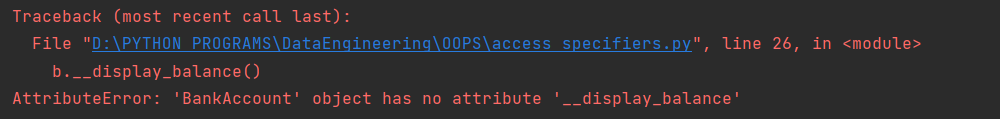 Traceback (most recent call last):
File "D:\PYTHON PROGRAMS\DataEngineering\OOPS\access specifiers.py", line 26, in <module>
b.__display_balance()
AttributeError: 'BankAccount' object has no attribute '__display_balance'